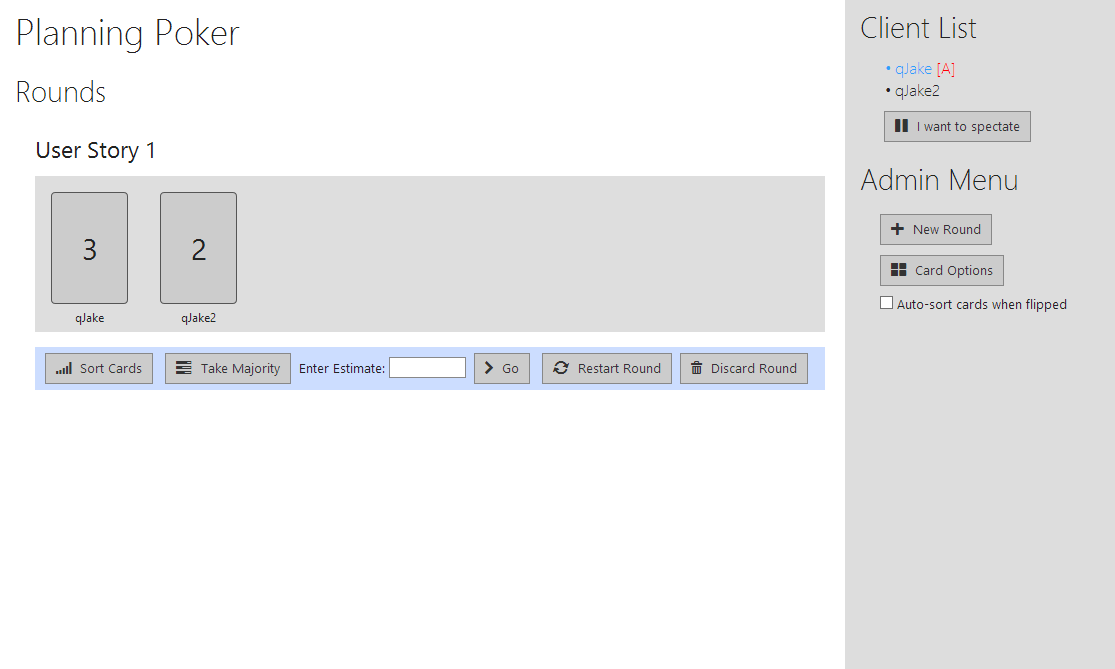 Planning Poker
Rounds
User Story 1
3 2
qJake qJake2
Sort Cards Take Majority Enter Estimate: Go Restart Round Discard Round
Client List
• qJake [A]
• qJake2
I want to spectate
Admin Menu
New Round
Card Options
Auto-sort cards when flipped